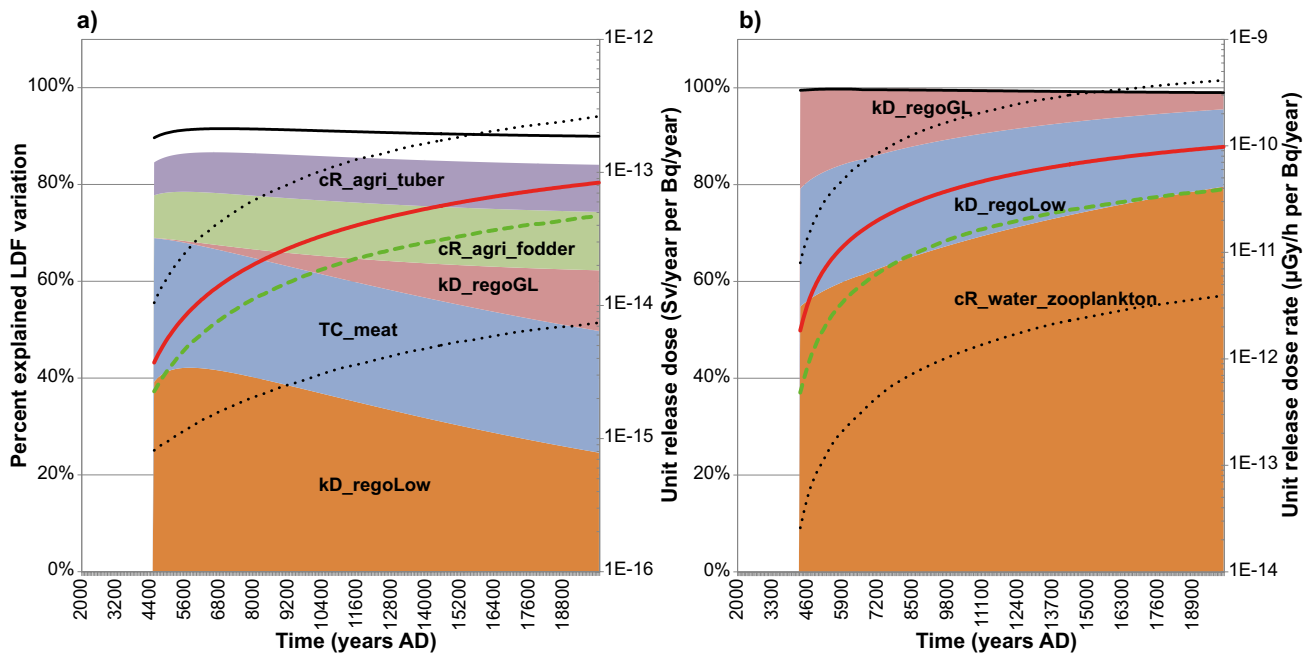 a)
Percent explained LDF variation
100%
80%
60%
40%
20%
0%
cR_agri_tuber
cR_agri_fodder
kD_regoGL
TC_meat
kD_regoLow
1E-12
1E-13
1E-14
1E-15
1E-16
Unit release dose (Sv/year per Bq/year)
2000
3200
4400
5600
6800
8000
9200
10400
11600
12800
14000
15200
16400
17600
18800
Time (years AD)
b)
100%
80%
60%
40%
20%
0%
kD_regoGL
kD_regoLow
cR_water_zooplankton
1E-9
1E-10
1E-11
1E-12
1E-13
1E-14
Unit release dose rate (µGy/h per Bq/year)
2000
3300
4600
5900
7200
8500
9800
11100
12400
13700
15000
16300
17600
18900
Time (years AD)